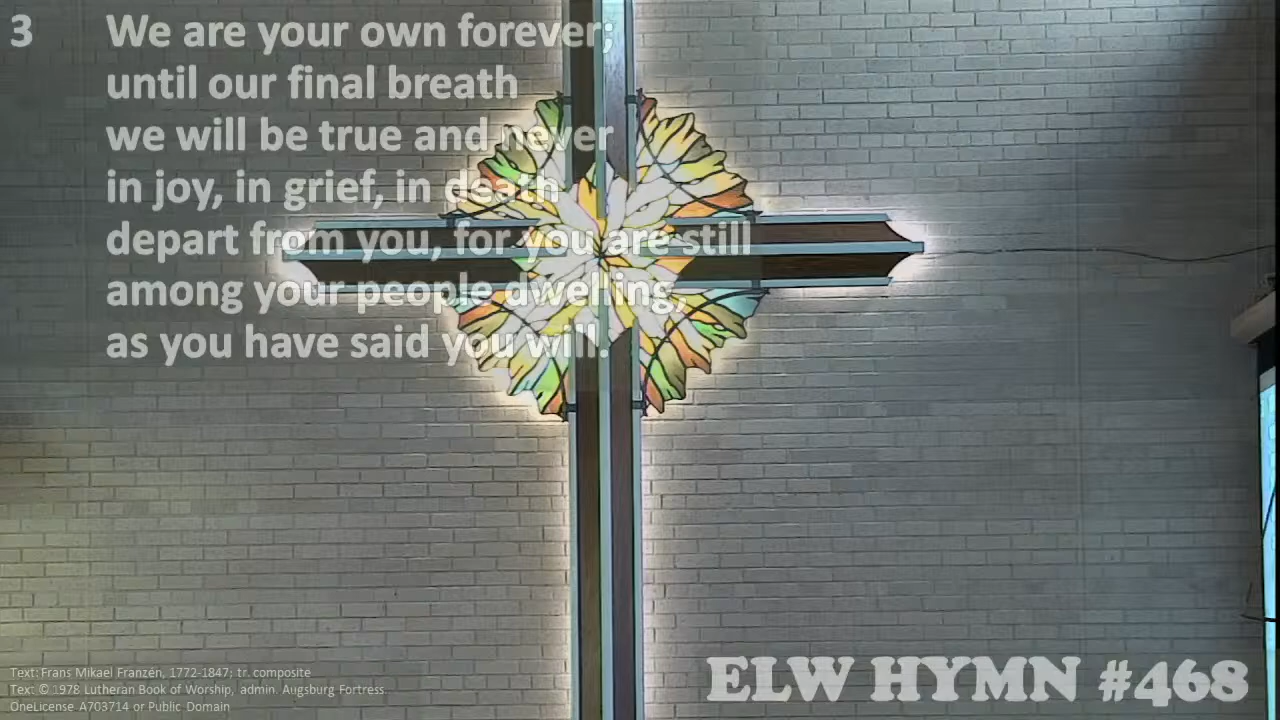 3 We are your own forever;
until our final breath
we will be true and never
in joy, in grief, in death
depart from you, for you are still
among your people dwelling,
as you have said you will.
Text: Frans Mikael Franzén, 1772-1847; tr. composite
Text © 1978 Lutheran Book of Worship, admin. Augsburg Fortress.
OneLicense A703714 or Public Domain
ELW HYMN #468